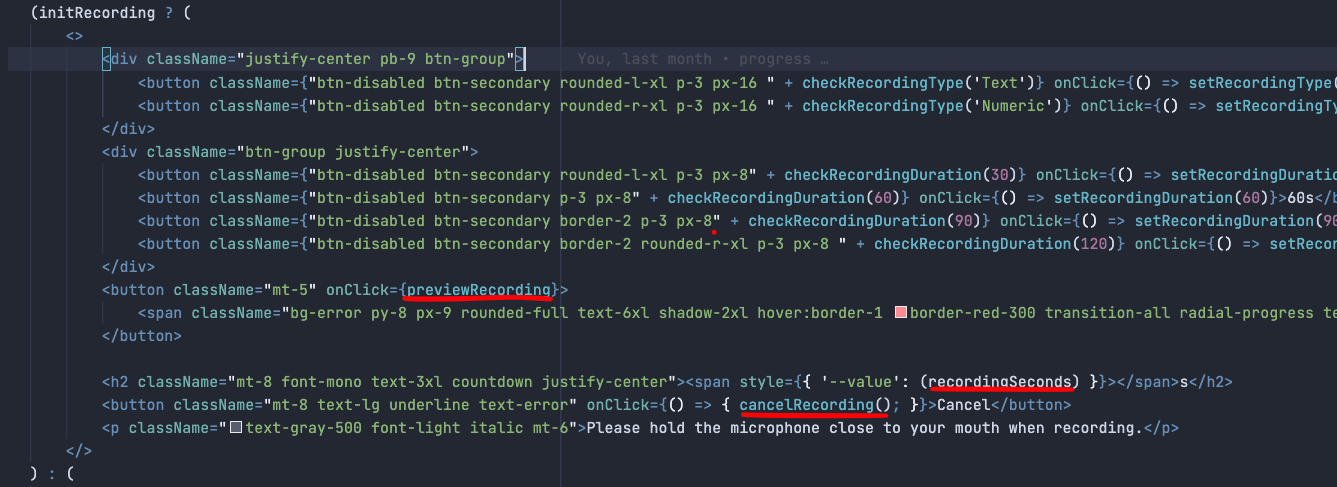 (initRecording ? (
<>
<div className="justify-center pb-9 btn-group"> You, last month • progress …
<button className={"btn-disabled btn-secondary rounded-l-xl p-3 px-16 " + checkRecordingType('Text')} onClick={() => setRecordingType(
<button className={"btn-disabled btn-secondary rounded-r-xl p-3 px-16 " + checkRecordingType('Numeric')} onClick={() => setRecordingTy
</div>
<div className="btn-group justify-center">
<button className={"btn-disabled btn-secondary rounded-l-xl p-3 px-8" + checkRecordingDuration(30)} onClick={() => setRecordingDuratio
<button className={"btn-disabled btn-secondary p-3 px-8" + checkRecordingDuration(60)} onClick={() => setRecordingDuration(60)}>60s</b
<button className={"btn-disabled btn-secondary border-2 p-3 px-8" + checkRecordingDuration(90)} onClick={() => setRecordingDuration(90
<button className={"btn-disabled btn-secondary border-2 rounded-r-xl p-3 px-8 " + checkRecordingDuration(120)} onClick={() => setRecor
</div>
<button className="mt-5" onClick={previewRecording}>
<span className="bg-error py-8 px-9 rounded-full text-6xl shadow-2xl hover:border-1 border-red-300 transition-all radial-progress te
</button>
<h2 className="mt-8 font-mono text-3xl countdown justify-center"><span style={{ '--value': (recordingSeconds) }}></span>s</h2>
<button className="mt-8 text-lg underline text-error" onClick={() => { cancelRecording(); }}>Cancel</button>
<p className="text-gray-500 font-light italic mt-6">Please hold the microphone close to your mouth when recording.</p>
</>
) : (